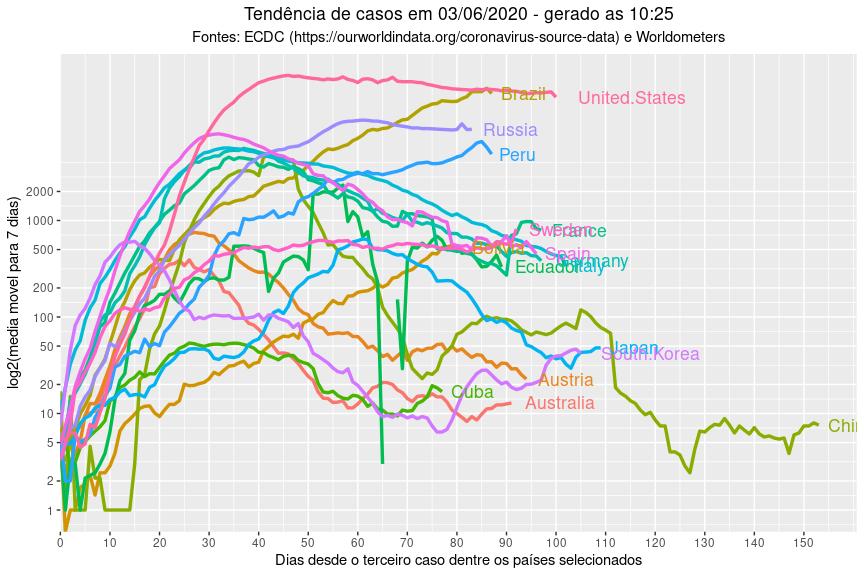 Tendência de casos em 03/06/2020 - gerado as 10:25
Fontes: ECDC (https://ourworldindata.org/coronavirus-source-data) e Worldometers
log2(media movel para 7 dias)
2000
1000
500
200
100
50
20
10
5
2
1
Brazil
United.States
Russia
Peru
Sweden
France
Spain
Germany
Italy
Ecuador
Japan
South.Korea
Austria
Cuba
Australia
Chi
0 10 20 30 40 50 60 70 80 90 100 110 120 130 140 150
Dias desde o terceiro caso dentre os países selecionados